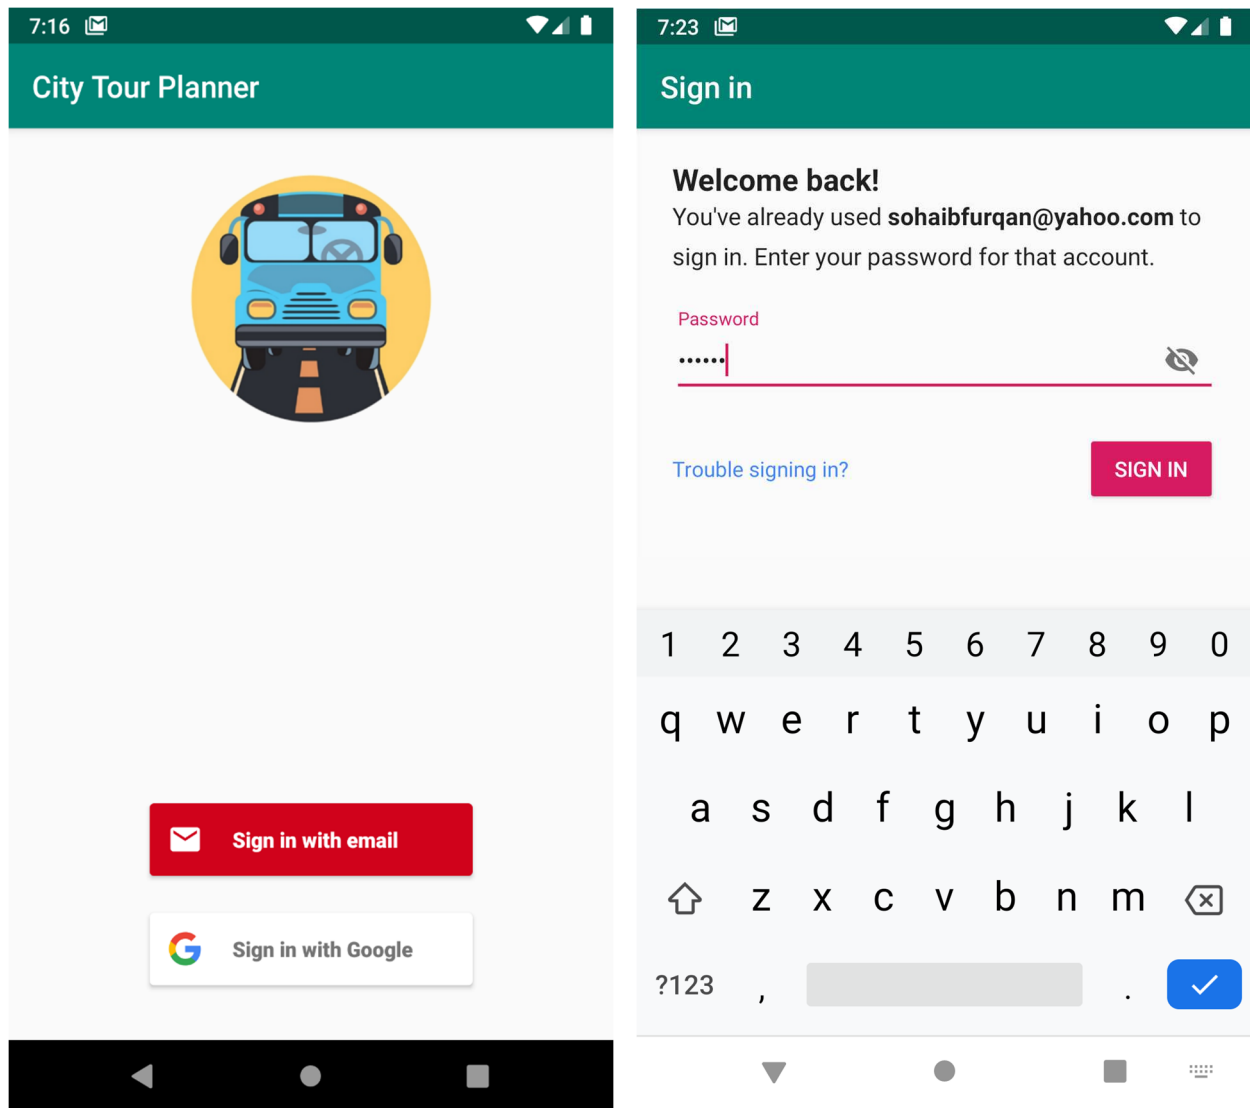 7:16
City Tour Planner
Sign in with email
Sign in with Google
7:23
Sign in
Welcome back!
You've already used sohaibfurqan@yahoo.com to
sign in. Enter your password for that account.
Password
••••••
Trouble signing in?
SIGN IN
1 2 3 4 5 6 7 8 9 0
q w e r t y u i o p
a s d f g h j k l
z x c v b n m
?123 , .